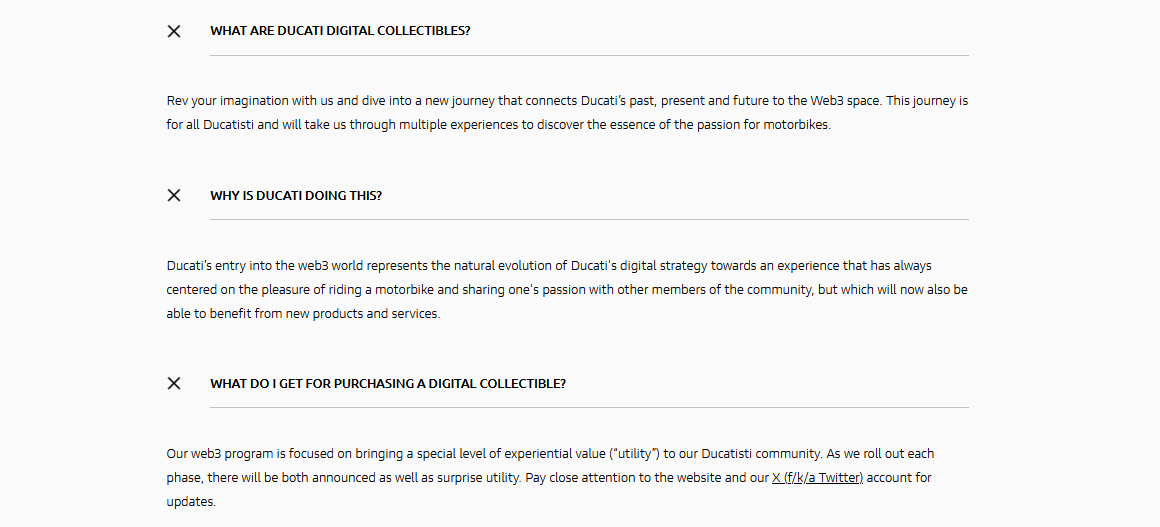 WHAT ARE DUCATI DIGITAL COLLECTIBLES?
Rev your imagination with us and dive into a new journey that connects Ducati’s past, present and future to the Web3 space. This journey is
for all Ducatisti and will take us through multiple experiences to discover the essence of the passion for motorbikes.
WHY IS DUCATI DOING THIS?
Ducati’s entry into the web3 world represents the natural evolution of Ducati's digital strategy towards an experience that has always
centered on the pleasure of riding a motorbike and sharing one's passion with other members of the community, but which will now also be
able to benefit from new products and services.
WHAT DO I GET FOR PURCHASING A DIGITAL COLLECTIBLE?
Our web3 program is focused on bringing a special level of experiential value (“utility”) to our Ducatisti community. As we roll out each
phase, there will be both announced as well as surprise utility. Pay close attention to the website and our X (f/k/a Twitter) account for
updates.